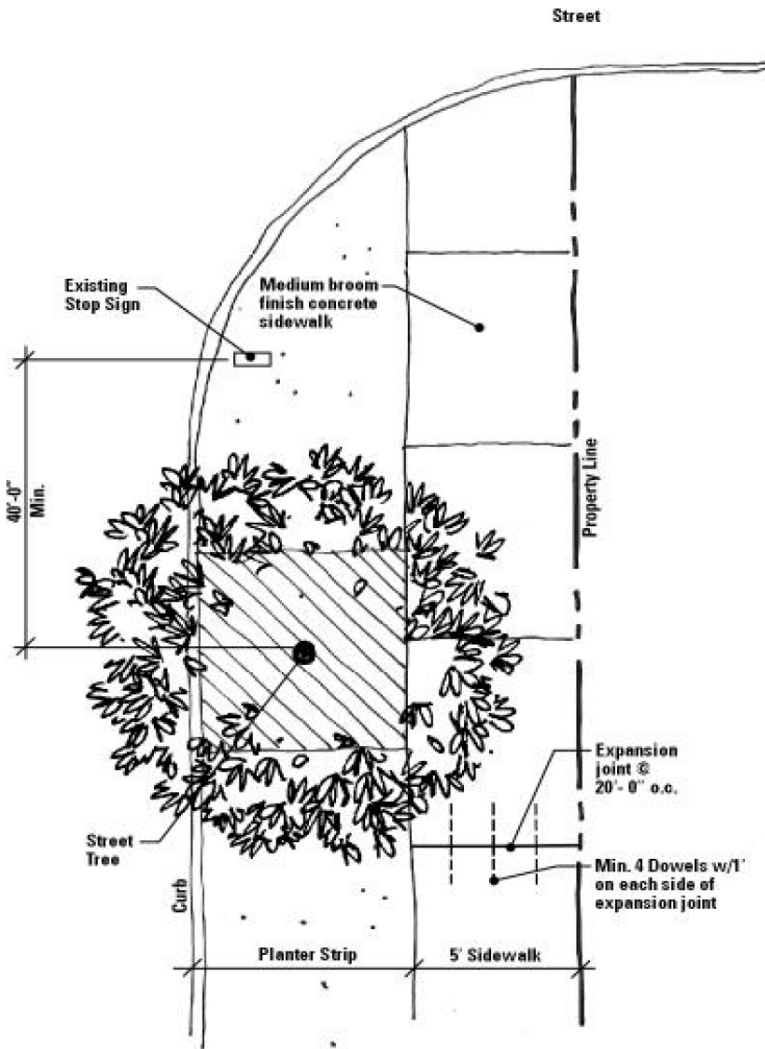 Street
Existing
Stop Sign
Medium broom
finish concrete
sidewalk
40'-0"
Min.
Property Line
Expansion
joint @
20'- 0" o.c.
Street
Tree
Min. 4 Dowels w/1'
on each side of
expansion joint
Curb
Planter Strip
5' Sidewalk